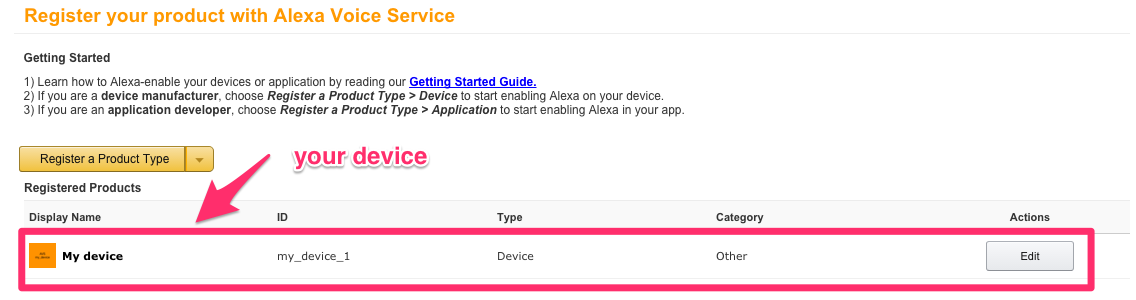 Register your product with Alexa Voice Service
Getting Started
1) Learn how to Alexa-enable your devices or application by reading our Getting Started Guide.
2) If you are a device manufacturer, choose Register a Product Type > Device to start enabling Alexa on your device.
3) If you are an application developer, choose Register a Product Type > Application to start enabling Alexa in your app.
Register a Product Type
your device
Registered Products
Display Name ID Type Category Actions
My device my_device_1 Device Other Edit